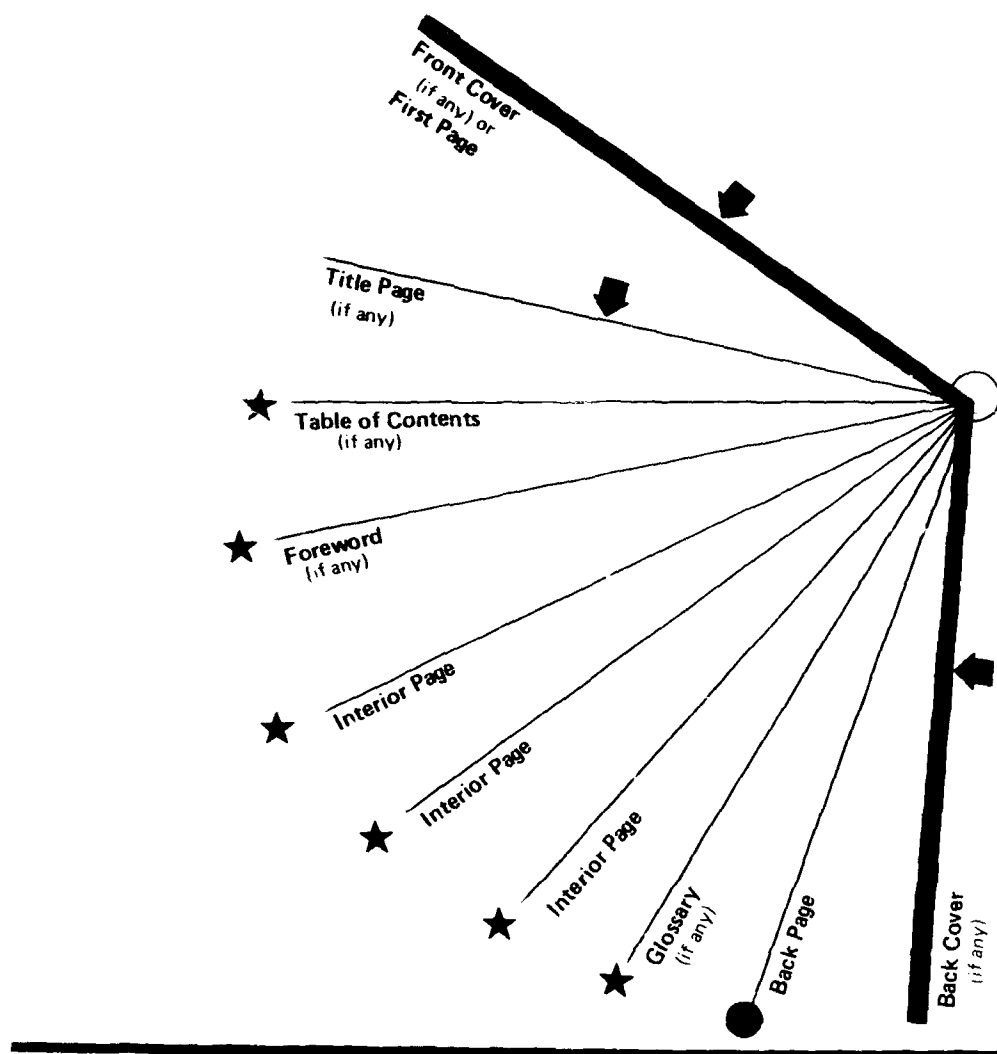 Front Cover
(if any) or
First Page
Title Page
(if any)
Table of Contents
(if any)
Foreword
(if any)
Interior Page
Interior Page
Interior Page
Glossary
(if any)
Back Page
Back Cover
(if any)